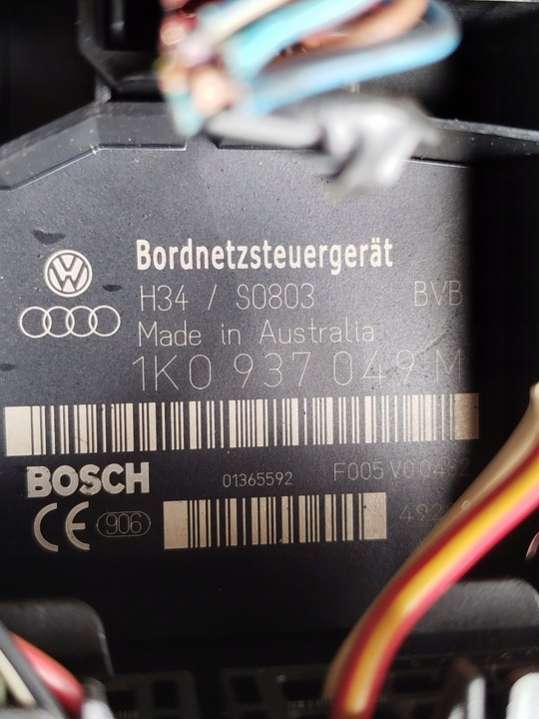 Bordnetzsteuergerät
H34 / S0803 BVB
Made in Australia
1K0 937 049 M
BOSCH 01365592
CE 906